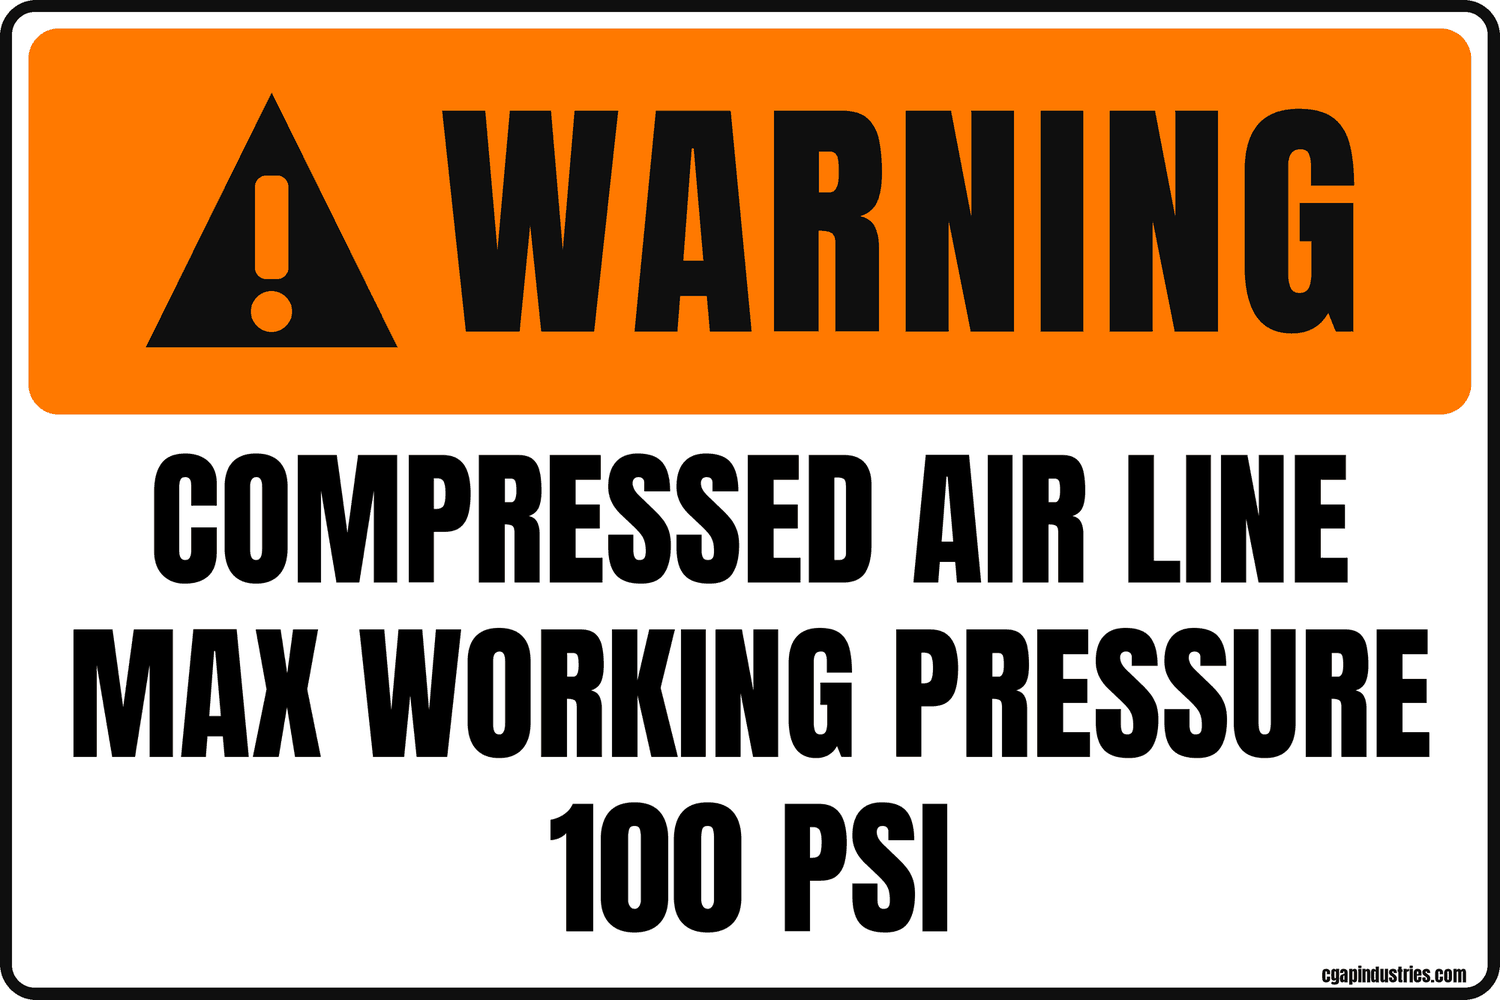 WARNING
COMPRESSED AIR LINE
MAX WORKING PRESSURE
100 PSI
cgapindustries.com